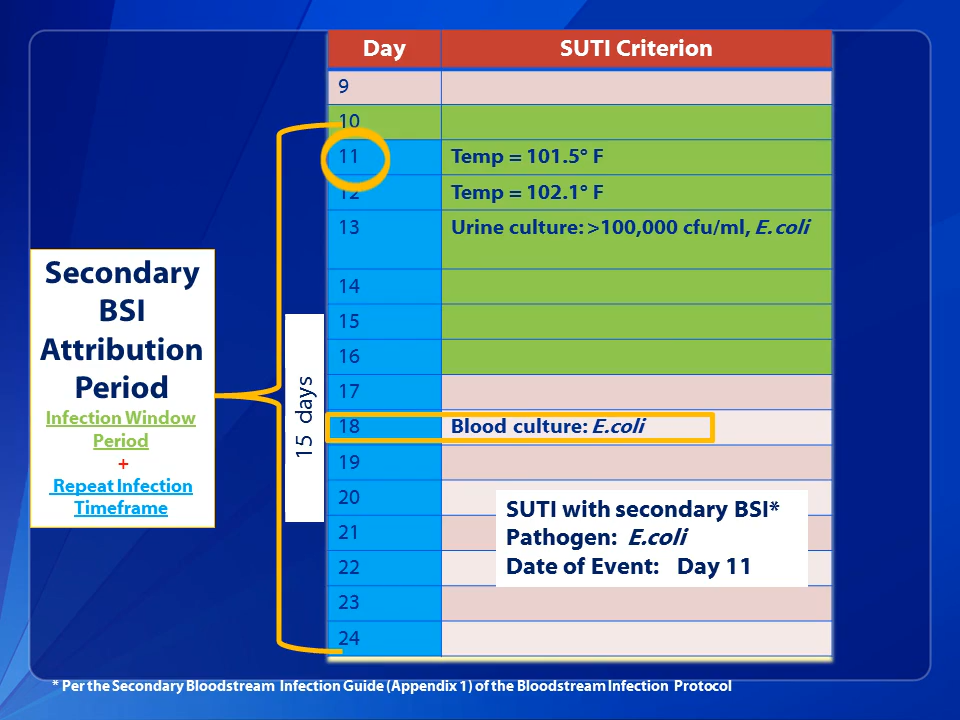 Day SUTI Criterion
9
10
11 Temp = 101.5° F
12 Temp = 102.1° F
13 Urine culture: >100,000 cfu/ml, E.coli
14
15
16
17
18 Blood culture: E.coli
19
20
21
22
23
24
Secondary
BSI
Attribution
Period
Infection Window
Period
+
Repeat Infection
Timeframe
15 days
SUTI with secondary BSI*
Pathogen: E.coli
Date of Event: Day 11
* Per the Secondary Bloodstream Infection Guide (Appendix 1) of the Bloodstream Infection Protocol